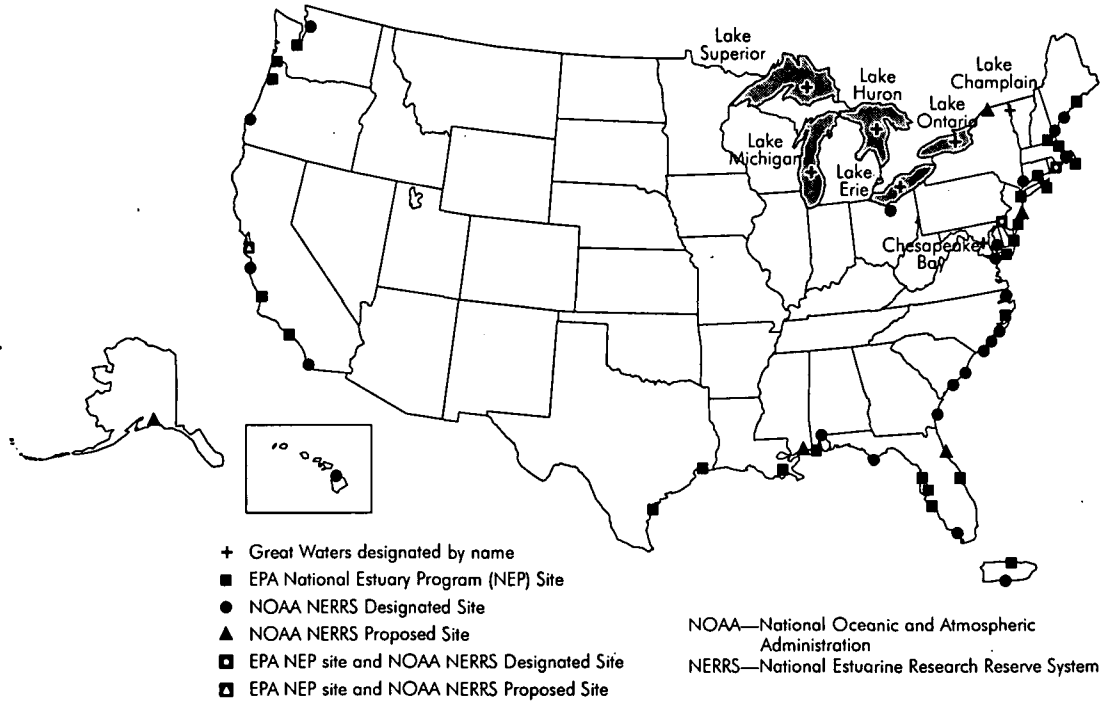 Lake
Superior
Lake
Huron
Lake
Champlain
Lake
Ontario
Lake
Michigan
Lake
Erie
Chesapeake
Bay
+ Great Waters designated by name
■ EPA National Estuary Program (NEP) Site
● NOAA NERRS Designated Site
▲ NOAA NERRS Proposed Site
EPA NEP site and NOAA NERRS Designated Site
EPA NEP site and NOAA NERRS Proposed Site
NOAA—National Oceanic and Atmospheric
Administration
NERRS—National Estuarine Research Reserve System